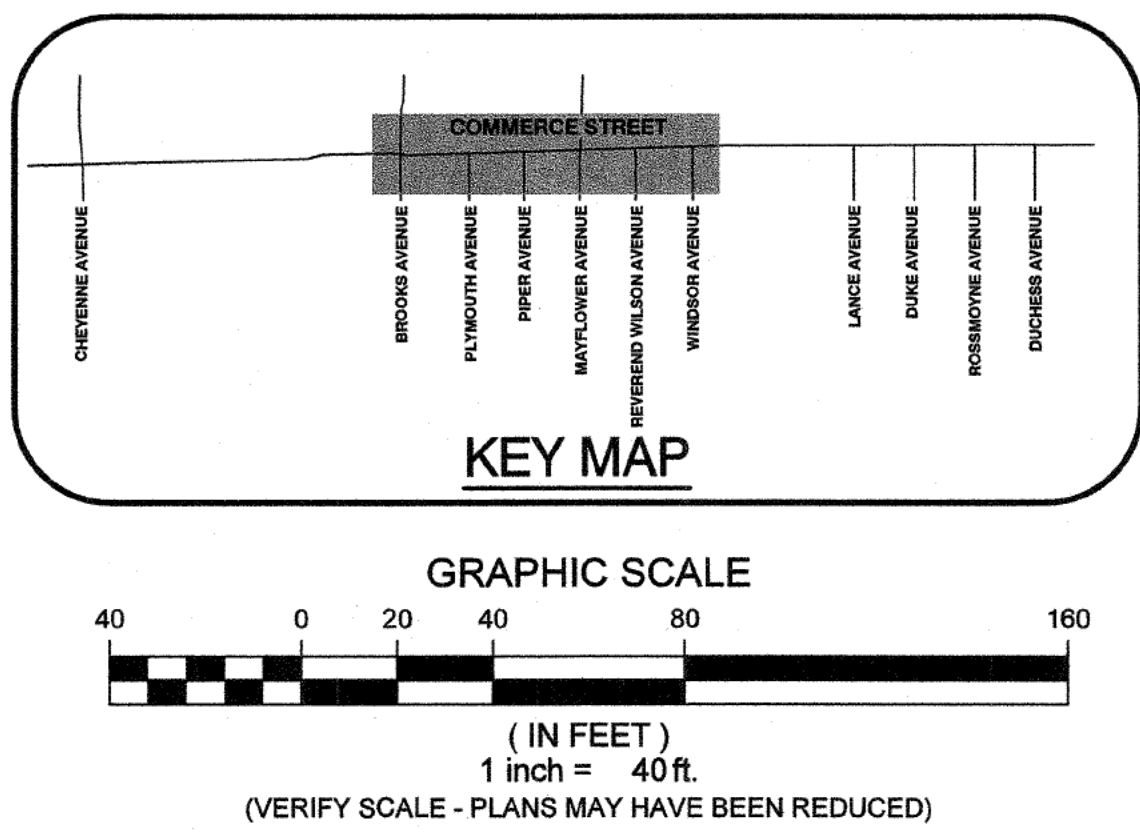 COMMERCE STREET
CHEYENNE AVENUE
BROOKS AVENUE
PLYMOUTH AVENUE
PIPER AVENUE
MAYFLOWER AVENUE
REVEREND WILSON AVENUE
WINDSOR AVENUE
LANCE AVENUE
DUKE AVENUE
ROSSMOYNE AVENUE
DUCHESS AVENUE
KEY MAP
GRAPHIC SCALE
40 0 20 40 80 160
( IN FEET )
1 inch = 40 ft.
(VERIFY SCALE - PLANS MAY HAVE BEEN REDUCED)